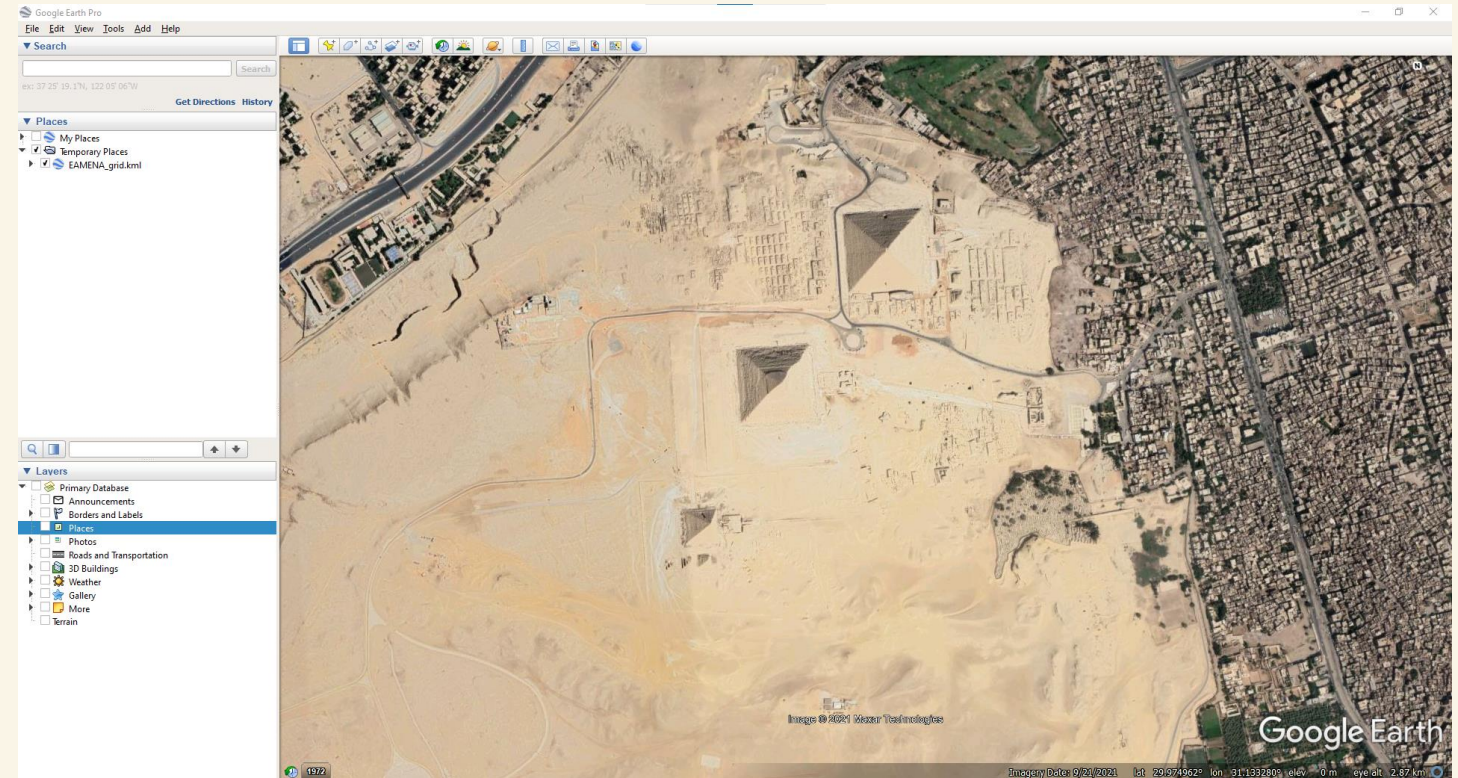 Google Earth Pro
File Edit View Tools Add Help
Search
Search
ex: 37 25' 19.1"N, 122 05' 06"W
Get Directions History
Places
My Places
Temporary Places
EAMENA_grid.kml
Layers
Primary Database
Announcements
Borders and Labels
Places
Photos
Roads and Transportation
3D Buildings
Weather
Gallery
More
Terrain
N
Image © 2021 Maxar Technologies
Google Earth
1972
Imagery Date: 9/21/2021 lat 29.974962° lon 31.133280° elev 0 m eye alt 2.87 km